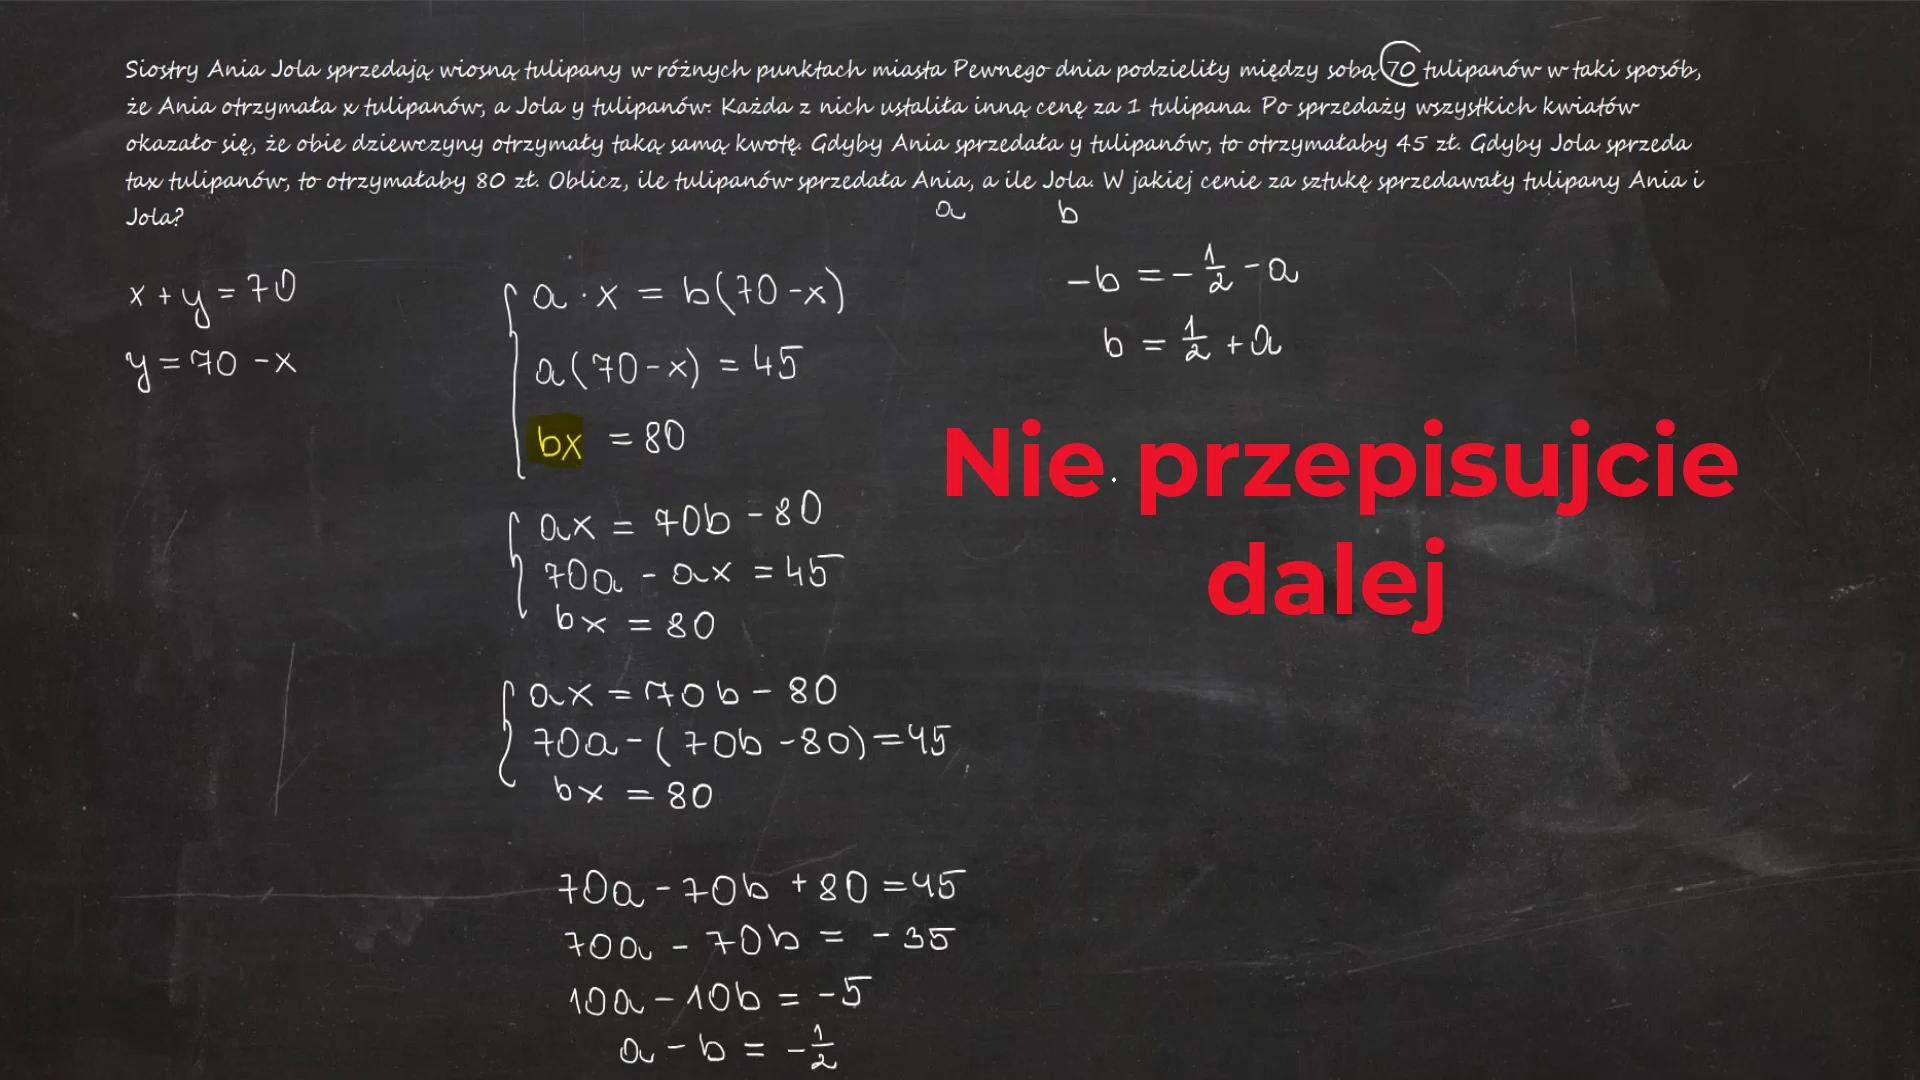 Siostry Ania Jola sprzedają wiosną tulipany w różnych punktach miasta Pewnego dnia podzieliły między sobą 70 tulipanów w taki sposób,
że Ania otrzymała x tulipanów, a Jola y tulipanów. Każda z nich ustaliła inną cenę za 1 tulipana. Po sprzedaży wszystkich kwiatów
okazało się, że obie dziewczyny otrzymały taką samą kwotę. Gdyby Ania sprzedała y tulipanów, to otrzymałaby 45 zł. Gdyby Jola sprzeda
łax tulipanów, to otrzymałaby 80 zł. Oblicz, ile tulipanów sprzedała Ania, a ile Jola. W jakiej cenie za sztukę sprzedawały tulipany Ania i
Jola?
a b
x + y = 70
y = 70 - x
a · x = b(70 - x)
a(70 - x) = 45
bx = 80
ax = 70b - 80
70a - ax = 45
bx = 80
ax = 70b - 80
70a - (70b - 80) = 45
bx = 80
70a - 70b + 80 = 45
70a - 70b = - 35
10a - 10b = - 5
a - b = - 1/2
- b = - 1/2 - a
b = 1/2 + a
Nie przepisujcie
dalej